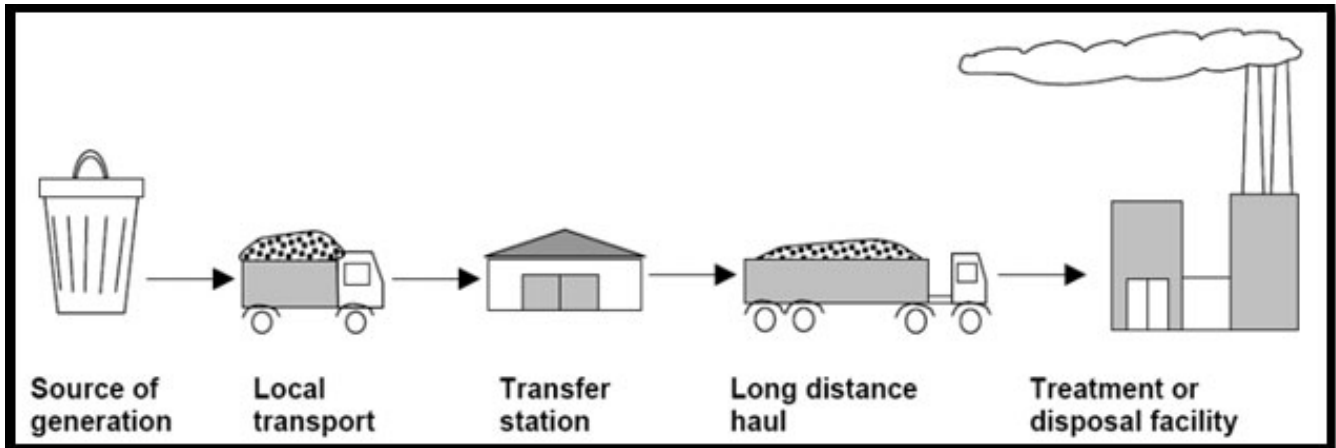 Source of
generation
Local
transport
Transfer
station
Long distance
haul
Treatment or
disposal facility